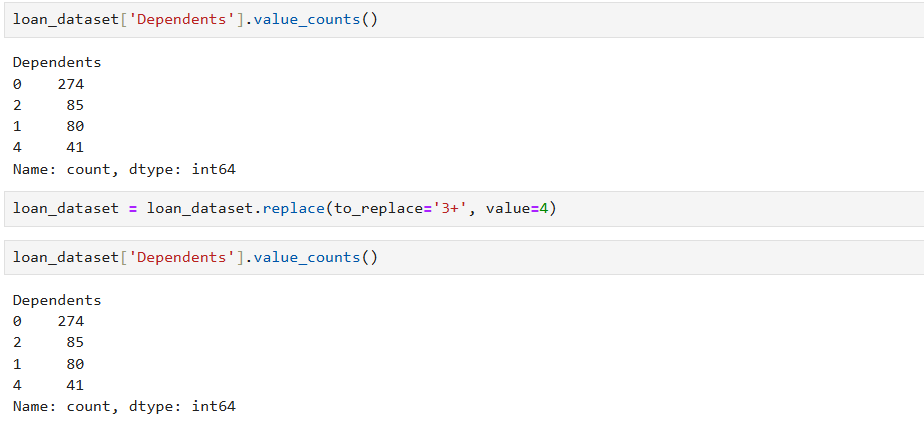 loan_dataset['Dependents'].value_counts()
Dependents
0    274
2     85
1     80
4     41
Name: count, dtype: int64
loan_dataset = loan_dataset.replace(to_replace='3+', value=4)
loan_dataset['Dependents'].value_counts()
Dependents
0    274
2     85
1     80
4     41
Name: count, dtype: int64